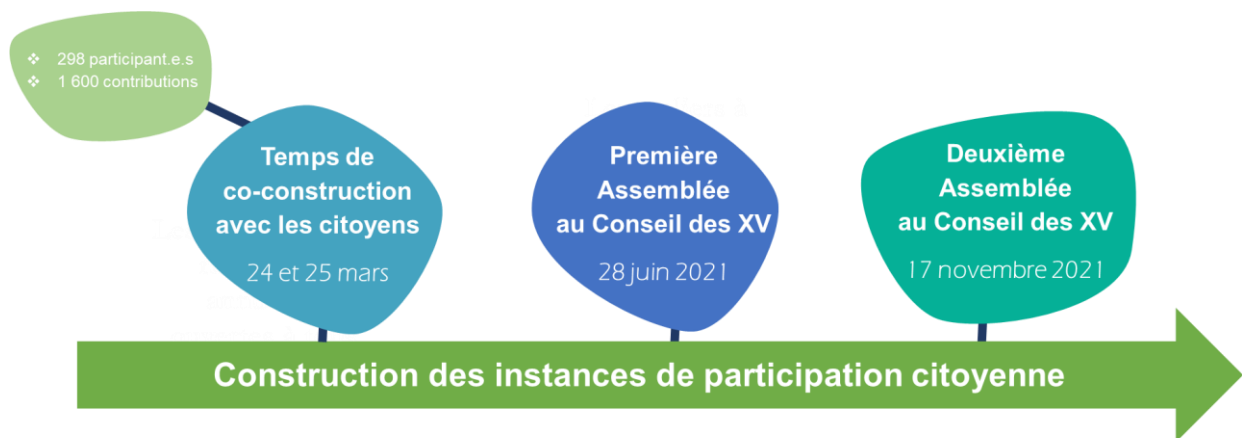 ❖ 298 participant.e.s
❖ 1 600 contributions
Temps de
co-construction
avec les citoyens
24 et 25 mars
Première
Assemblée
au Conseil des XV
28 juin 2021
Deuxième
Assemblée
au Conseil des XV
17 novembre 2021
Construction des instances de participation citoyenne